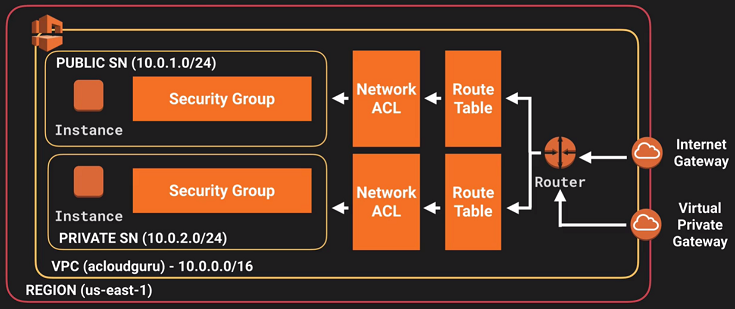 PUBLIC SN (10.0.1.0/24)
Instance
Security Group
Network
ACL
Route
Table
Instance
Security Group
PRIVATE SN (10.0.2.0/24)
Network
ACL
Route
Table
Router
Internet
Gateway
Virtual
Private
Gateway
VPC (acloudguru) - 10.0.0.0/16
REGION (us-east-1)